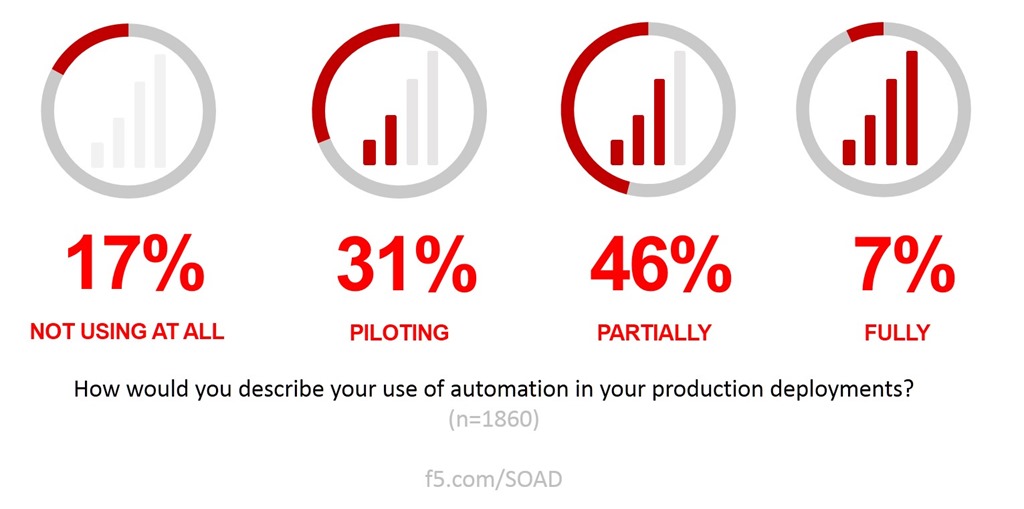 17% 31% 46% 7%
NOT USING AT ALL PILOTING PARTIALLY FULLY
How would you describe your use of automation in your production deployments?
(n=1860)
f5.com/SOAD